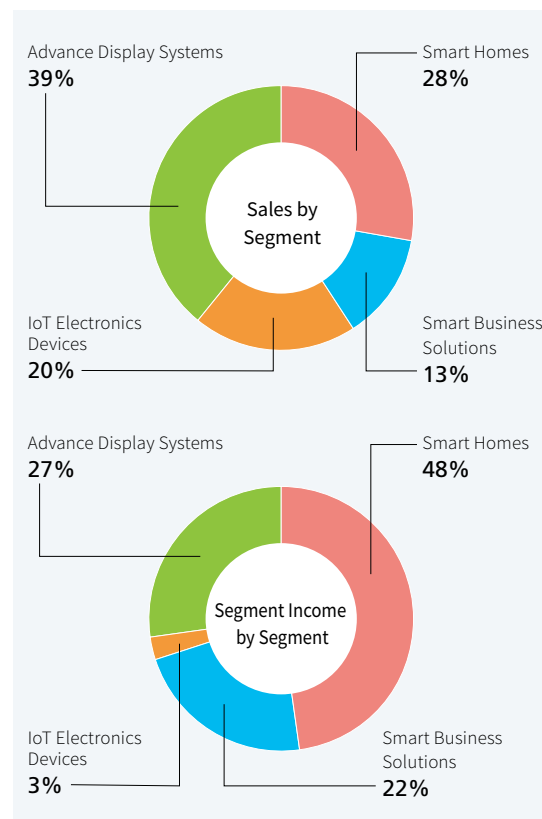 Advance Display Systems
39%
Smart Homes
28%
Sales by
Segment
IoT Electronics
Devices
20%
Smart Business
Solutions
13%
Advance Display Systems
27%
Smart Homes
48%
Segment Income
by Segment
IoT Electronics
Devices
3%
Smart Business
Solutions
22%